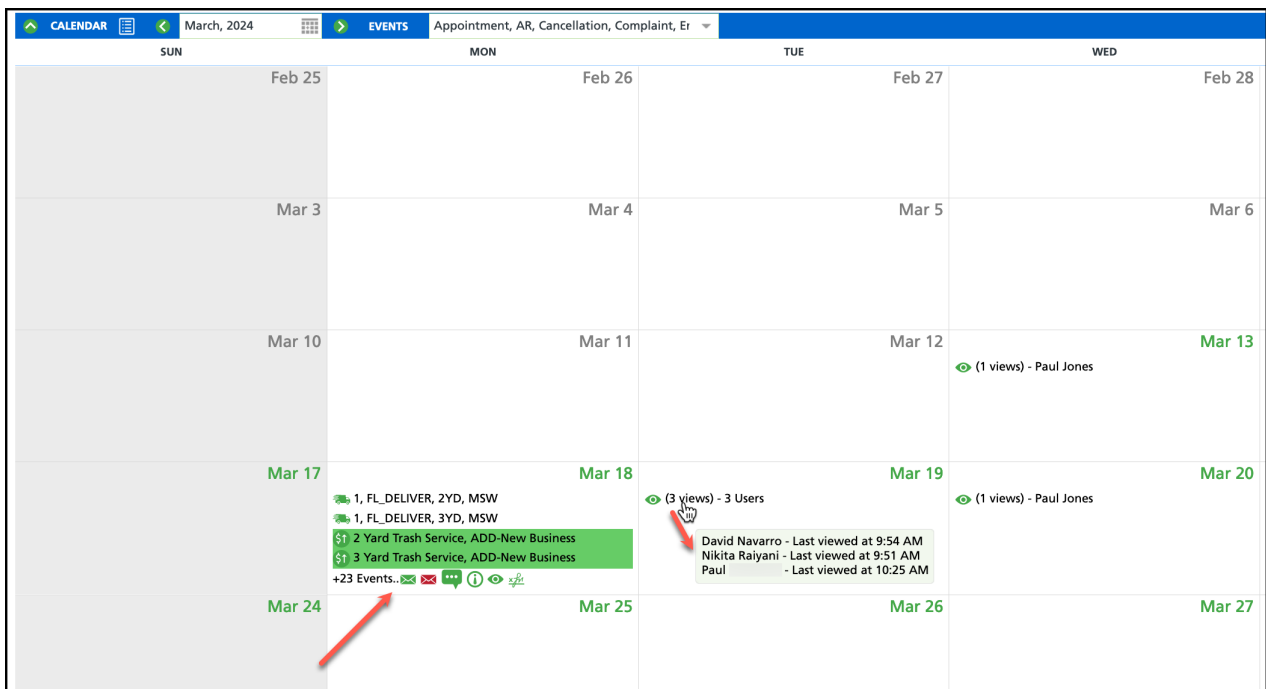 CALENDAR March, 2024 EVENTS Appointment, AR, Cancellation, Complaint, Er
SUN MON TUE WED
Feb 25 Feb 26 Feb 27 Feb 28
Mar 3 Mar 4 Mar 5 Mar 6
Mar 10 Mar 11 Mar 12 Mar 13
(1 views) - Paul Jones
Mar 17 Mar 18 Mar 19 Mar 20
1, FL_DELIVER, 2YD, MSW (3 views) - 3 Users (1 views) - Paul Jones
1, FL_DELIVER, 3YD, MSW
2 Yard Trash Service, ADD-New Business
3 Yard Trash Service, ADD-New Business
+23 Events..
David Navarro - Last viewed at 9:54 AM
Nikita Raiyani - Last viewed at 9:51 AM
Paul - Last viewed at 10:25 AM
Mar 24 Mar 25 Mar 26 Mar 27